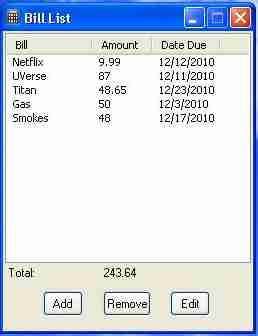 Bill List
Bill Amount Date Due
Netflix 9.99 12/12/2010
UVerse 87 12/11/2010
Titan 48.65 12/23/2010
Gas 50 12/3/2010
Smokes 48 12/17/2010
Total: 243.64
Add Remove Edit